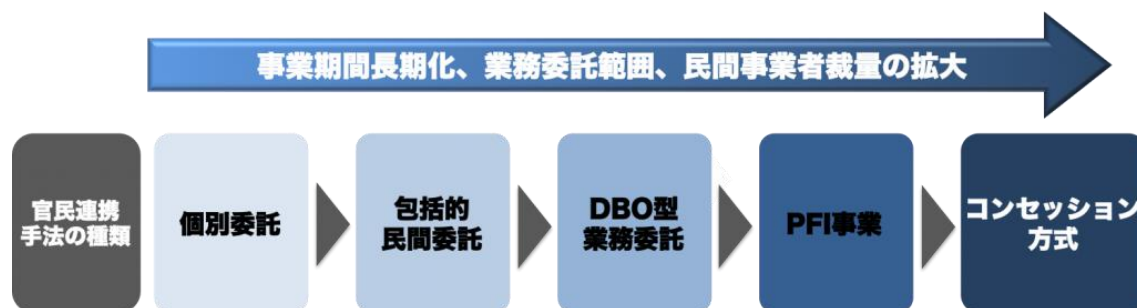 事業期間長期化、業務委託範囲、民間事業者裁量の拡大
官民連携
手法の種類
個別委託
包括的
民間委託
DBO型
業務委託
PFI事業
コンセッション
方式